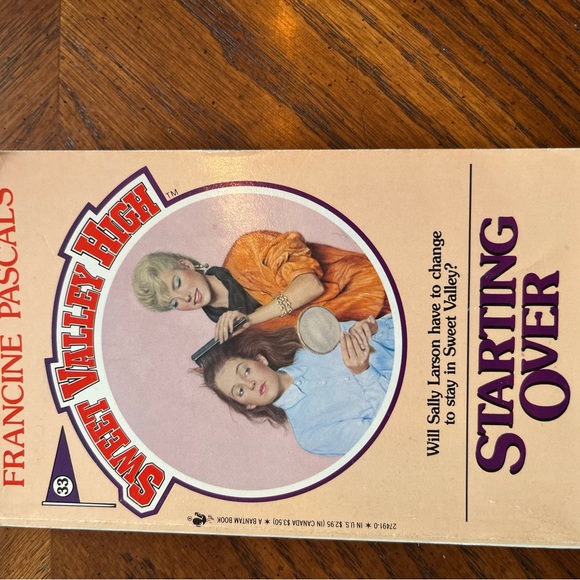 FRANCINE PASCAL'S
SWEET VALLEY HIGH
TM
33
Will Sally Larson have to change
to stay in Sweet Valley?
STARTING
OVER
27491-0 ★ IN U.S. $2.95 (IN CANADA $3.50) ★ A BANTAM BOOK